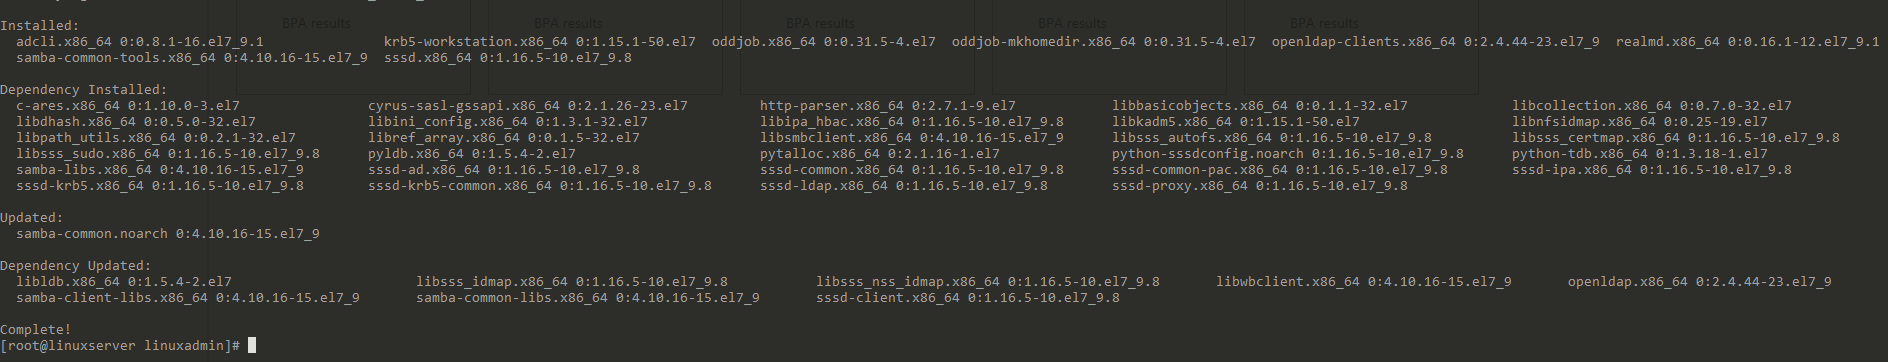 BPA results BPA results BPA results BPA results BPA results
Installed:
adcli.x86_64 0:0.8.1-16.el7_9.1 krb5-workstation.x86_64 0:1.15.1-50.el7 oddjob.x86_64 0:0.31.5-4.el7 oddjob-mkhomedir.x86_64 0:0.31.5-4.el7 openldap-clients.x86_64 0:2.4.44-23.el7_9 realmd.x86_64 0:0.16.1-12.el7_9.1
samba-common-tools.x86_64 0:4.10.16-15.el7_9 sssd.x86_64 0:1.16.5-10.el7_9.8
Dependency Installed:
c-ares.x86_64 0:1.10.0-3.el7 cyrus-sasl-gssapi.x86_64 0:2.1.26-23.el7 http-parser.x86_64 0:2.7.1-9.el7 libbasicobjects.x86_64 0:0.1.1-32.el7 libcollection.x86_64 0:0.7.0-32.el7
libdhash.x86_64 0:0.5.0-32.el7 libini_config.x86_64 0:1.3.1-32.el7 libipa_hbac.x86_64 0:1.16.5-10.el7_9.8 libkadm5.x86_64 0:1.15.1-50.el7 libnfsidmap.x86_64 0:0.25-19.el7
libpath_utils.x86_64 0:0.2.1-32.el7 libref_array.x86_64 0:0.1.5-32.el7 libsmbclient.x86_64 0:4.10.16-15.el7_9 libsss_autofs.x86_64 0:1.16.5-10.el7_9.8 libsss_certmap.x86_64 0:1.16.5-10.el7_9.8
libsss_sudo.x86_64 0:1.16.5-10.el7_9.8 pyldb.x86_64 0:1.5.4-2.el7 pytalloc.x86_64 0:2.1.16-1.el7 python-sssdconfig.noarch 0:1.16.5-10.el7_9.8 python-tdb.x86_64 0:1.3.18-1.el7
samba-libs.x86_64 0:4.10.16-15.el7_9 sssd-ad.x86_64 0:1.16.5-10.el7_9.8 sssd-common.x86_64 0:1.16.5-10.el7_9.8 sssd-common-pac.x86_64 0:1.16.5-10.el7_9.8 sssd-ipa.x86_64 0:1.16.5-10.el7_9.8
sssd-krb5.x86_64 0:1.16.5-10.el7_9.8 sssd-krb5-common.x86_64 0:1.16.5-10.el7_9.8 sssd-ldap.x86_64 0:1.16.5-10.el7_9.8 sssd-proxy.x86_64 0:1.16.5-10.el7_9.8
Updated:
samba-common.noarch 0:4.10.16-15.el7_9
Dependency Updated:
libldb.x86_64 0:1.5.4-2.el7 libsss_idmap.x86_64 0:1.16.5-10.el7_9.8 libsss_nss_idmap.x86_64 0:1.16.5-10.el7_9.8 libwbclient.x86_64 0:4.10.16-15.el7_9 openldap.x86_64 0:2.4.44-23.el7_9
samba-client-libs.x86_64 0:4.10.16-15.el7_9 samba-common-libs.x86_64 0:4.10.16-15.el7_9 sssd-client.x86_64 0:1.16.5-10.el7_9.8
Complete!
[root@linuxserver linuxadmin]#